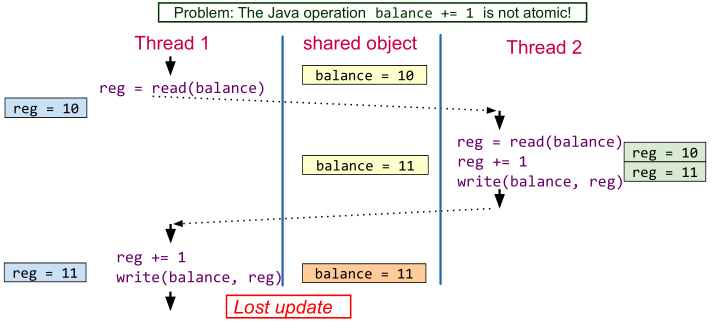 Problem: The Java operation balance += 1 is not atomic!
Thread 1
shared object
Thread 2
balance = 10
reg = read(balance)
reg = 10
reg = read(balance)
reg = 10
balance = 11
reg += 1
reg = 11
write(balance, reg)
reg += 1
reg = 11
write(balance, reg)
balance = 11
Lost update